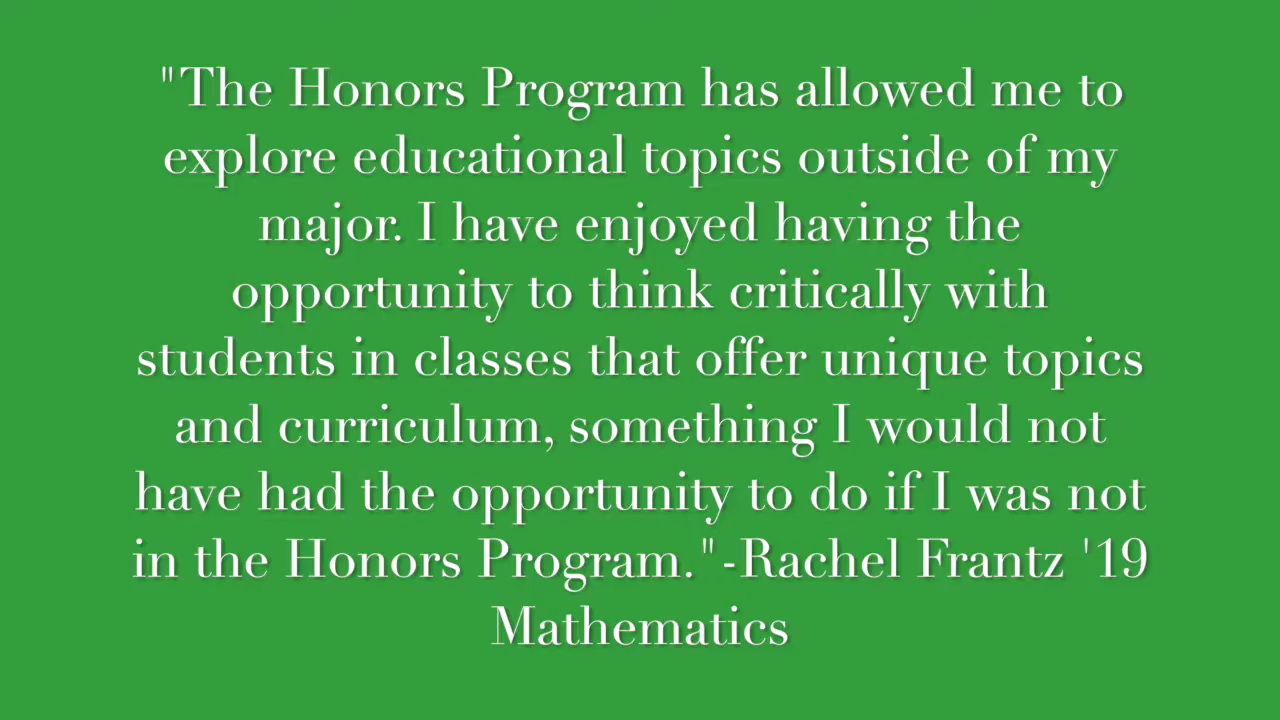 "The Honors Program has allowed me to
explore educational topics outside of my
major. I have enjoyed having the
opportunity to think critically with
students in classes that offer unique topics
and curriculum, something I would not
have had the opportunity to do if I was not
in the Honors Program."-Rachel Frantz '19
Mathematics